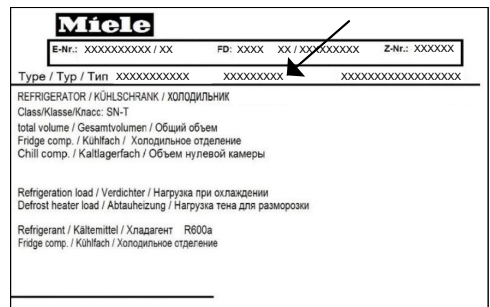 Miele
E-Nr.: XXXXXXXXXX / XX FD: XXXX XX / XXXXXXXXX Z-Nr.: XXXXXX
Type / Typ / Тип XXXXXXXXXXX XXXXXXXXX XXXXXXXXXXXXXXXXXX
REFRIGERATOR / KÜHLSCHRANK / ХОЛОДИЛЬНИК
Class/Klasse/Класс: SN-T
total volume / Gesamtvolumen / Общий объем
Fridge comp. / Kühlfach / Холодильное отделение
Chill comp. / Kaltlagerfach / Объем нулевой камеры
Refrigeration load / Verdichter / Нагрузка при охлаждении
Defrost heater load / Abtauheizung / Нагрузка тена для разморозки
Refrigerant / Kältemittel / Хладагент R600a
Fridge comp. / Kühlfach / Холодильное отделение